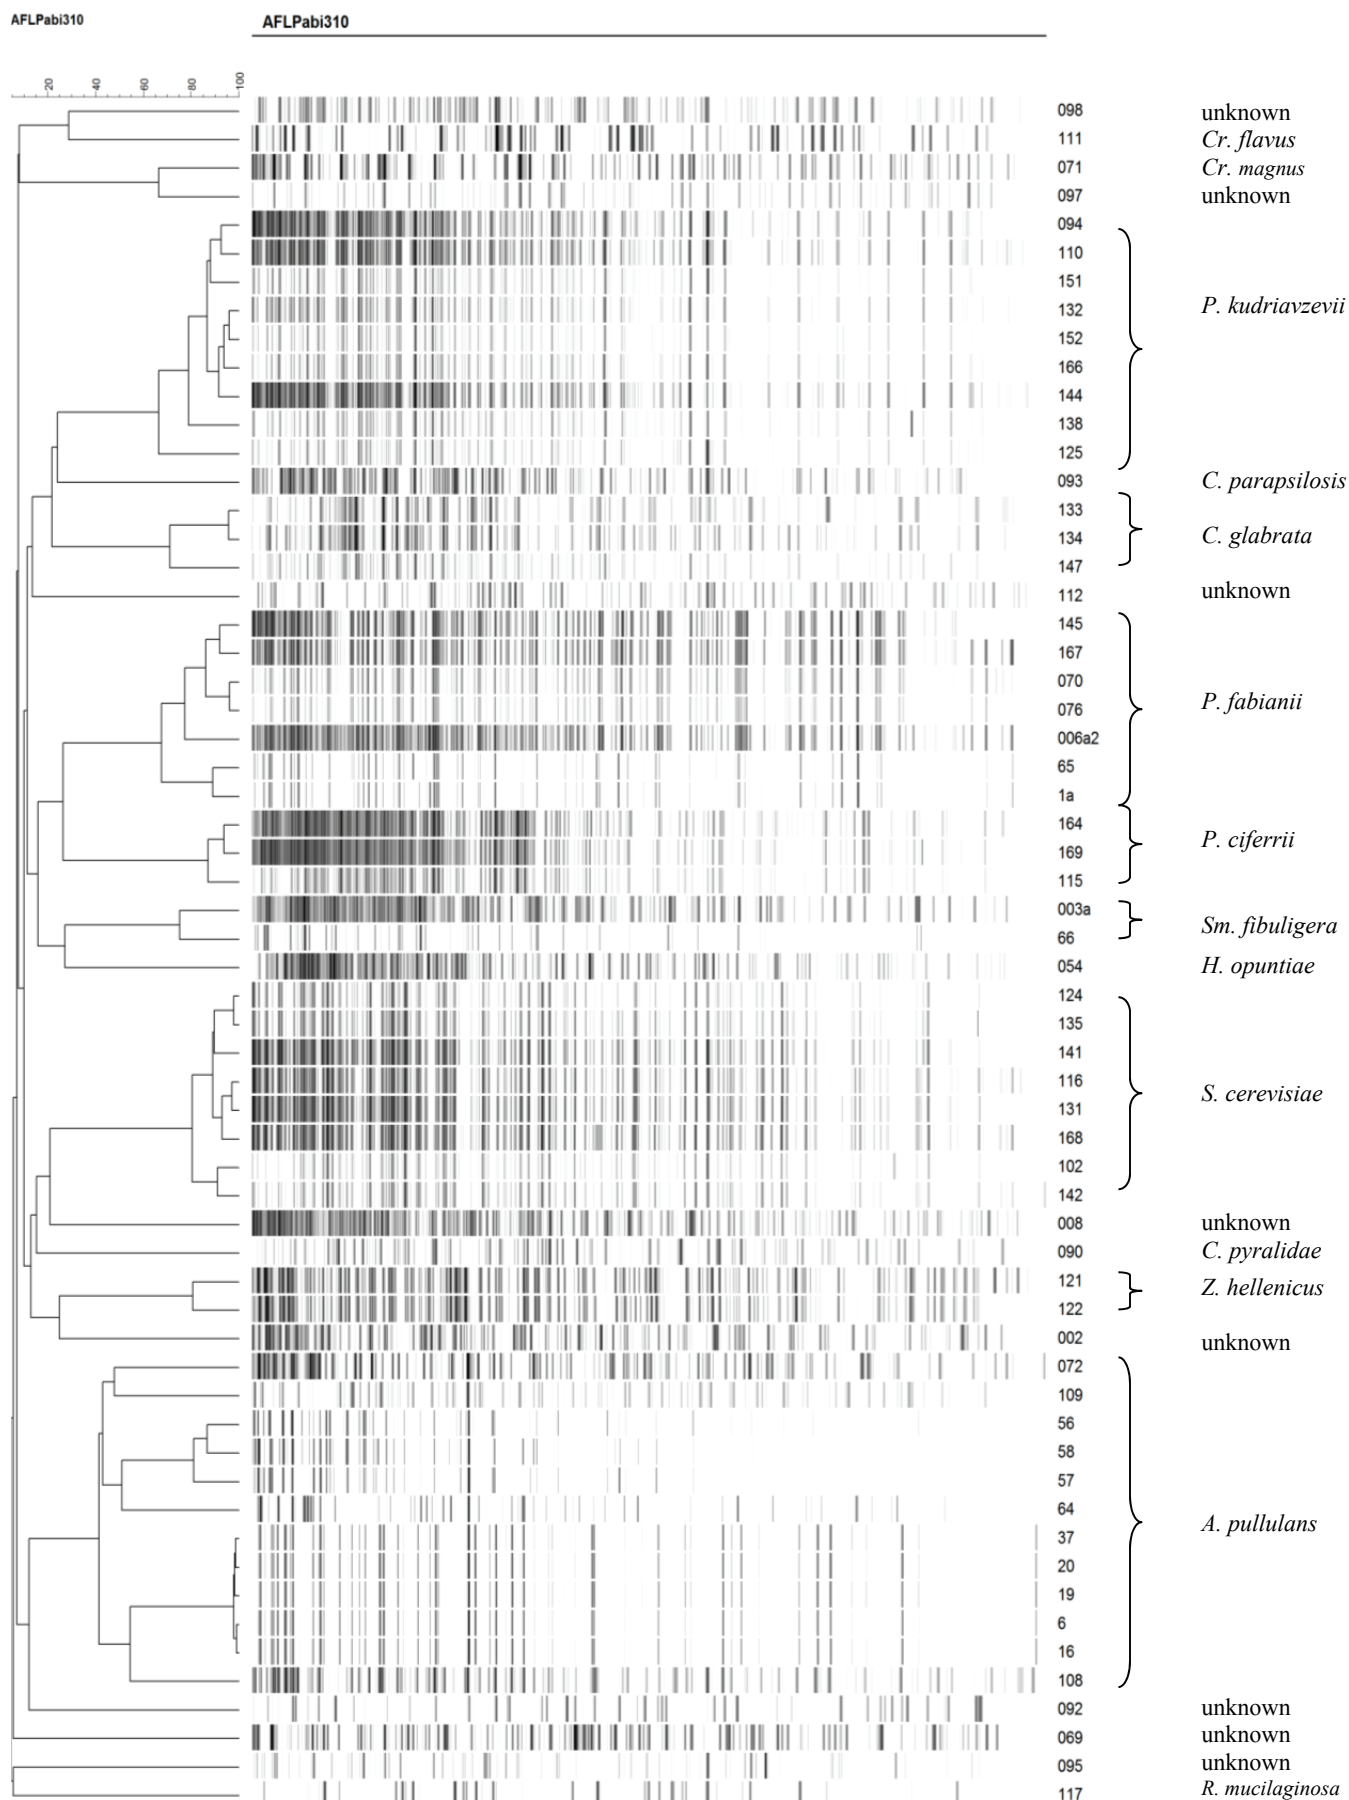 AFLPabi310 AFLPabi310
20 40 60 80 100
098 unknown
111 Cr. flavus
071 Cr. magnus
097 unknown
094
110
151
132 P. kudriavzevii
152
166
144
138
125
093 C. parapsilosis
133
134 C. glabrata
147
112 unknown
145
167
070
076 P. fabianii
006a2
65
1a
164
169 P. ciferrii
115
003a
66 Sm. fibuligera
054 H. opuntiae
124
135
141
116 S. cerevisiae
131
168
102
142
008 unknown
090 C. pyralidae
121 Z. hellenicus
122
002 unknown
072
109
56
58
57
64
37 A. pullulans
20
19
6
16
108
092 unknown
069 unknown
095 unknown
117 R. mucilaginosa